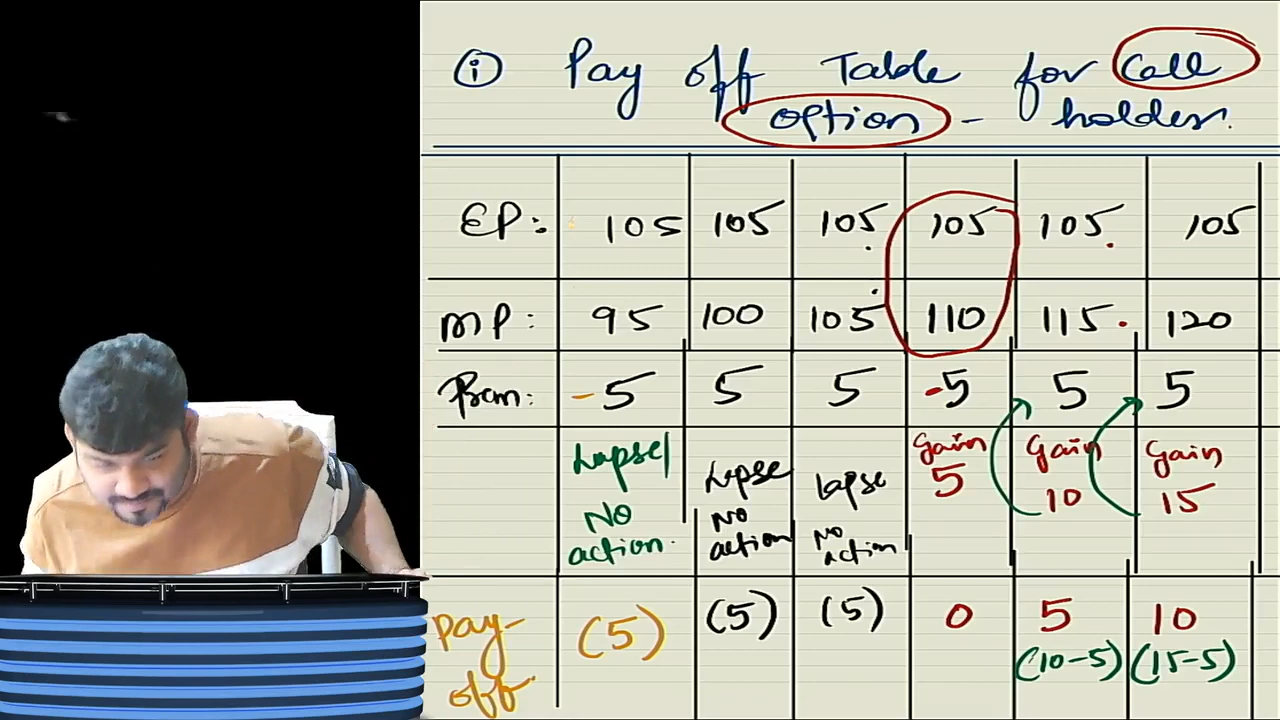 i Pay off Table for Call
option - holder.
EP: 105 105 105 105 105 105
MP: 95 100 105 110 115 120
Prem: -5 5 5 -5 5 5
Lapse/ Lapse Lapse Gain Gain Gain
5 10 15
No No No
action. action action
Pay- (5) (5) (5) 0 5 10
off. (10-5) (15-5)